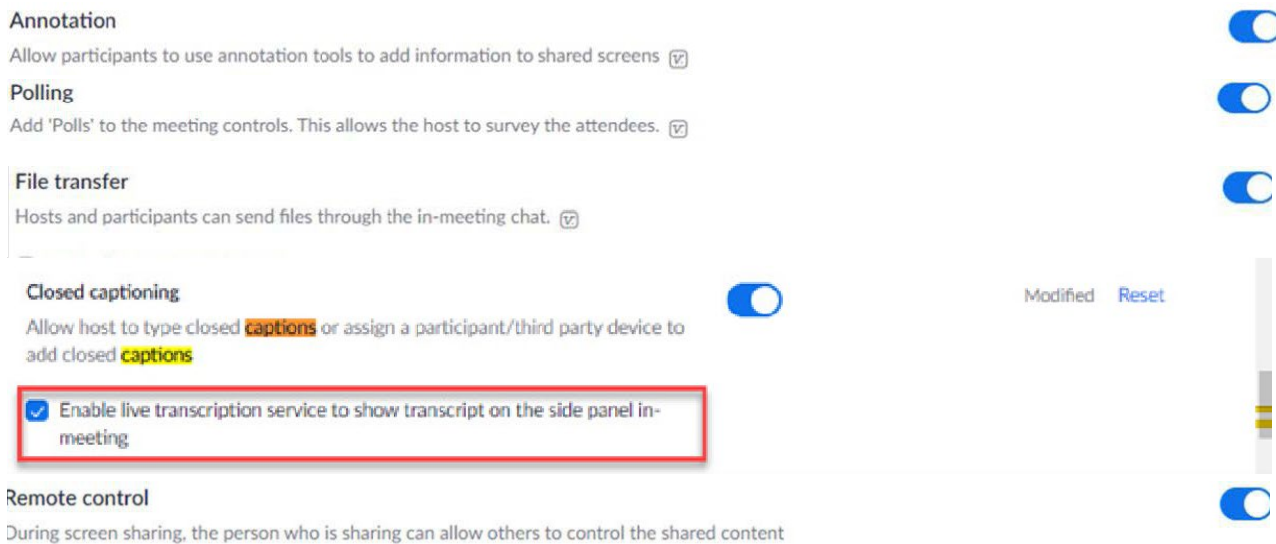 Annotation
Allow participants to use annotation tools to add information to shared screens
Polling
Add 'Polls' to the meeting controls. This allows the host to survey the attendees.
File transfer
Hosts and participants can send files through the in-meeting chat.
Closed captioning
Modified Reset
Allow host to type closed captions or assign a participant/third party device to
add closed captions
Enable live transcription service to show transcript on the side panel in-
meeting
Remote control
During screen sharing, the person who is sharing can allow others to control the shared content